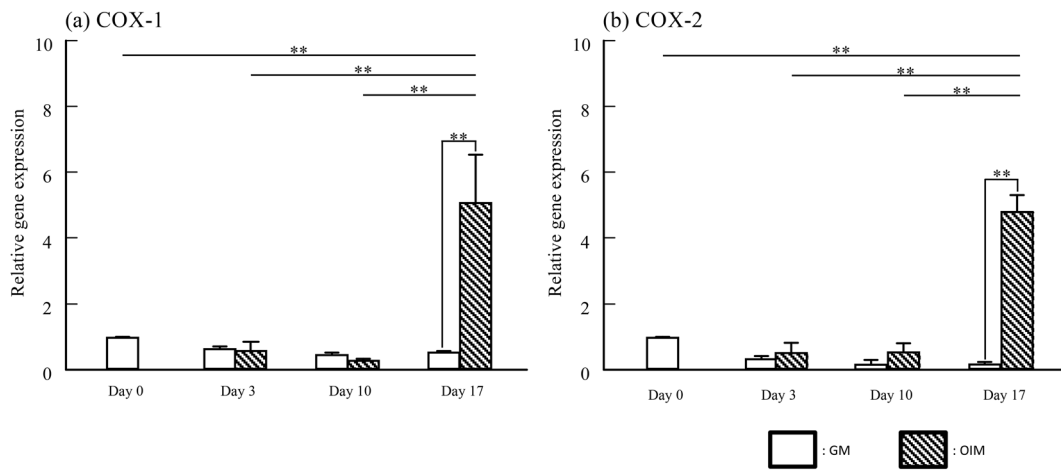 (a) COX-1
Relative gene expression
10
8
6
4
2
0
**
**
**
**
Day 0 Day 3 Day 10 Day 17
(b) COX-2
Relative gene expression
10
8
6
4
2
0
**
**
**
**
Day 0 Day 3 Day 10 Day 17
: GM : OIM